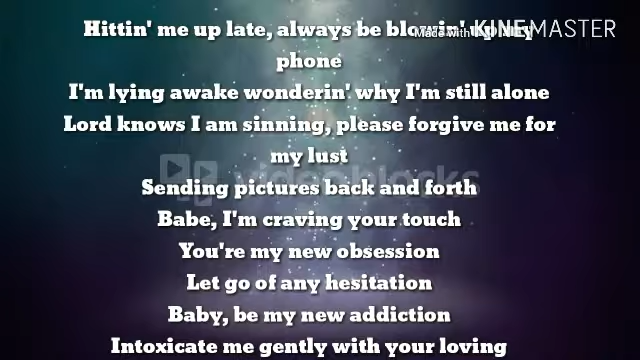 Made with KINEMASTER
Hittin' me up late, always be blowin' up my
phone
I'm lying awake wonderin' why I'm still alone
Lord knows I am sinning, please forgive me for
my lust
videoblocks
Sending pictures back and forth
Babe, I'm craving your touch
You're my new obsession
Let go of any hesitation
Baby, be my new addiction
Intoxicate me gently with your loving